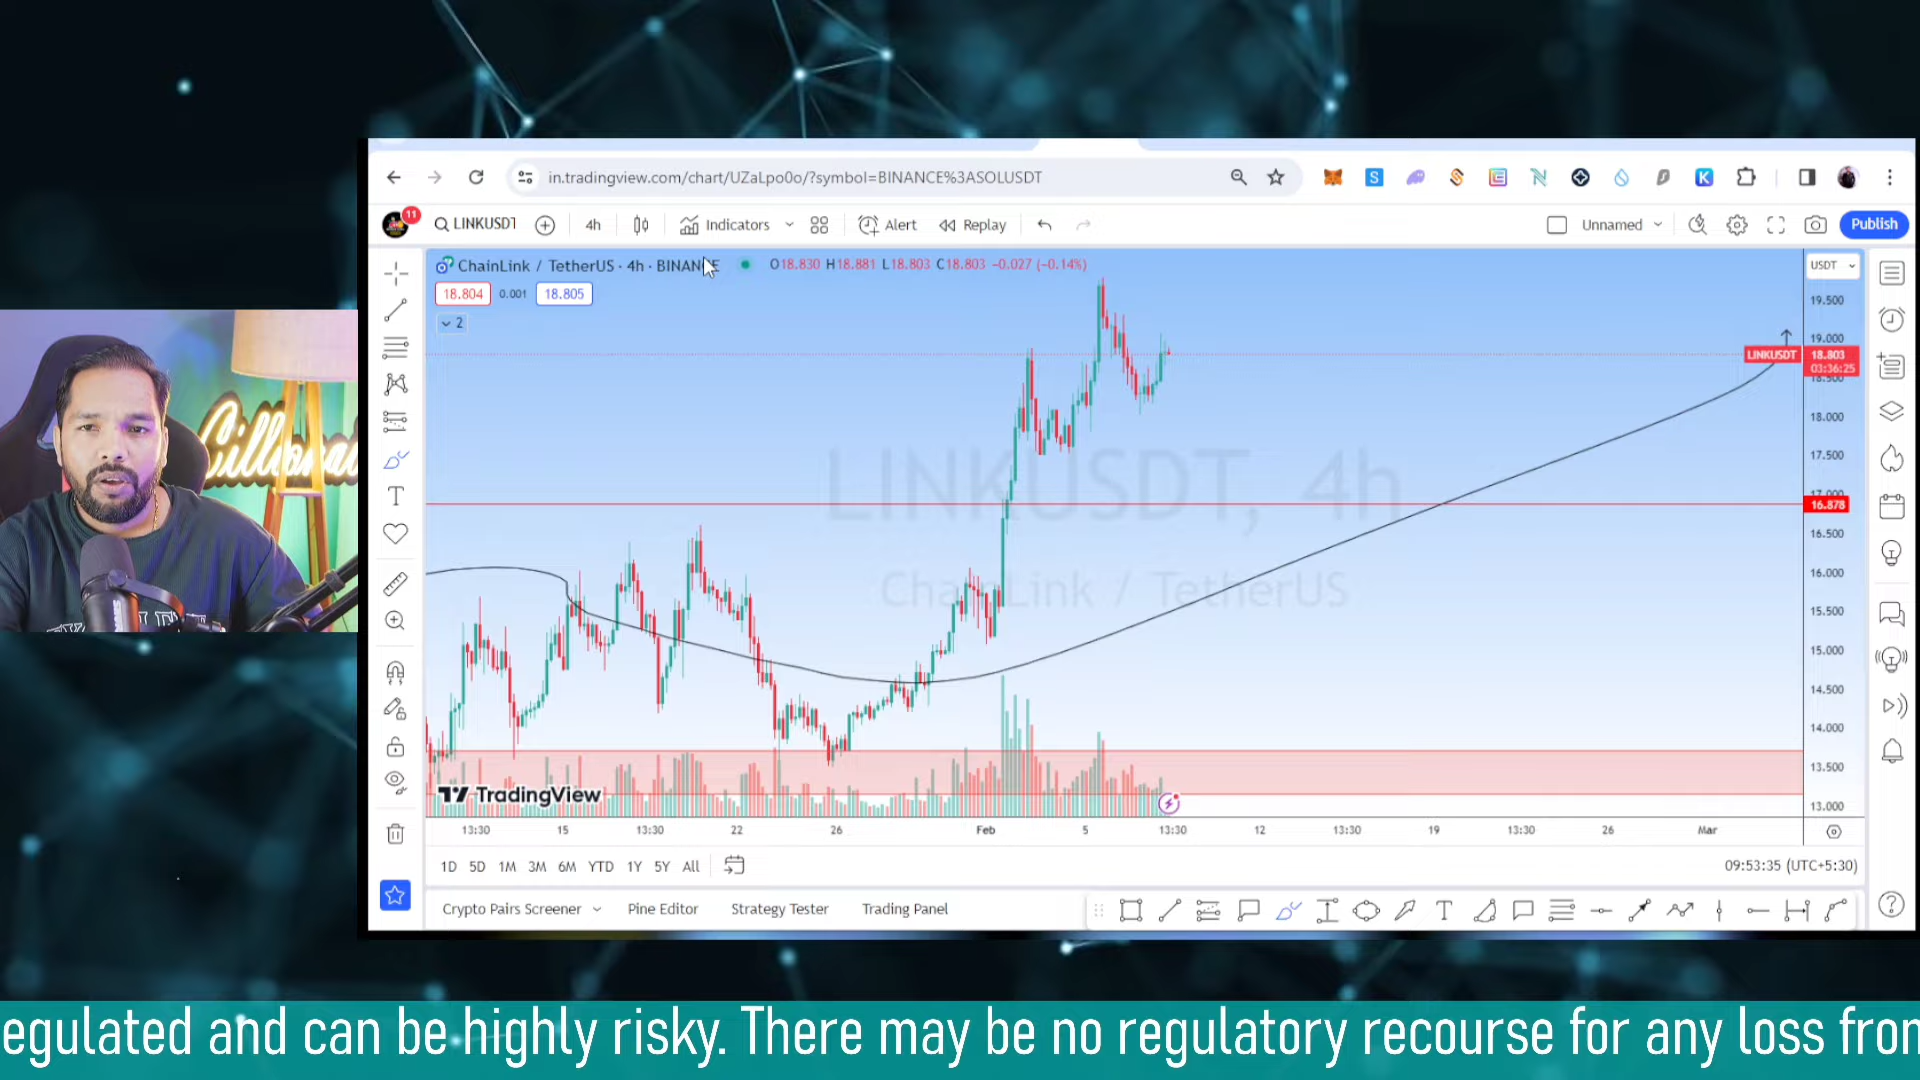 in.tradingview.com/chart/UZaLpo0o/?symbol=BINANCE%3ASOLUSDT
11
LINKUSDT 4h Indicators Alert Replay Unnamed Publish
ChainLink / TetherUS · 4h · BINANCE O18.830 H18.881 L18.803 C18.803 -0.027 (-0.14%) USDT
18.804 0.001 18.805
2
19.500
19.000
LINKUSDT 18.803
03:36:25
18.500
18.000
17.500
17.000
16.878
16.500
16.000
15.500
15.000
14.500
14.000
13.500
13.000
LINKUSDT, 4h
ChainLink / TetherUS
Cillionai
TradingView
13:30 15 13:30 22 26 Feb 5 13:30 12 13:30 19 13:30 26 Mar
1D 5D 1M 3M 6M YTD 1Y 5Y All 09:53:35 (UTC+5:30)
Crypto Pairs Screener Pine Editor Strategy Tester Trading Panel
egulated and can be highly risky. There may be no regulatory recourse for any loss from